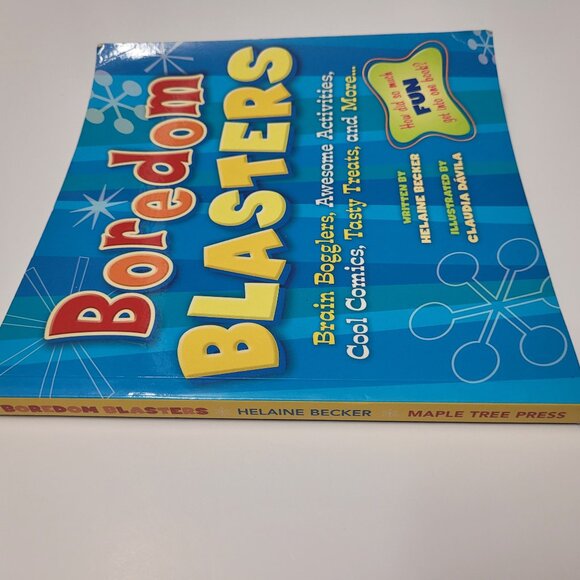 Boredom
BLASTERS
Brain Bogglers, Awesome Activities,
Cool Comics, Tasty Treats, and More...
How did so much
FUN
get into one book?
WRITTEN BY
HELAINE BECKER
ILLUSTRATED BY
CLAUDIA DÁVILA
BOREDOM BLASTERS HELAINE BECKER MAPLE TREE PRESS